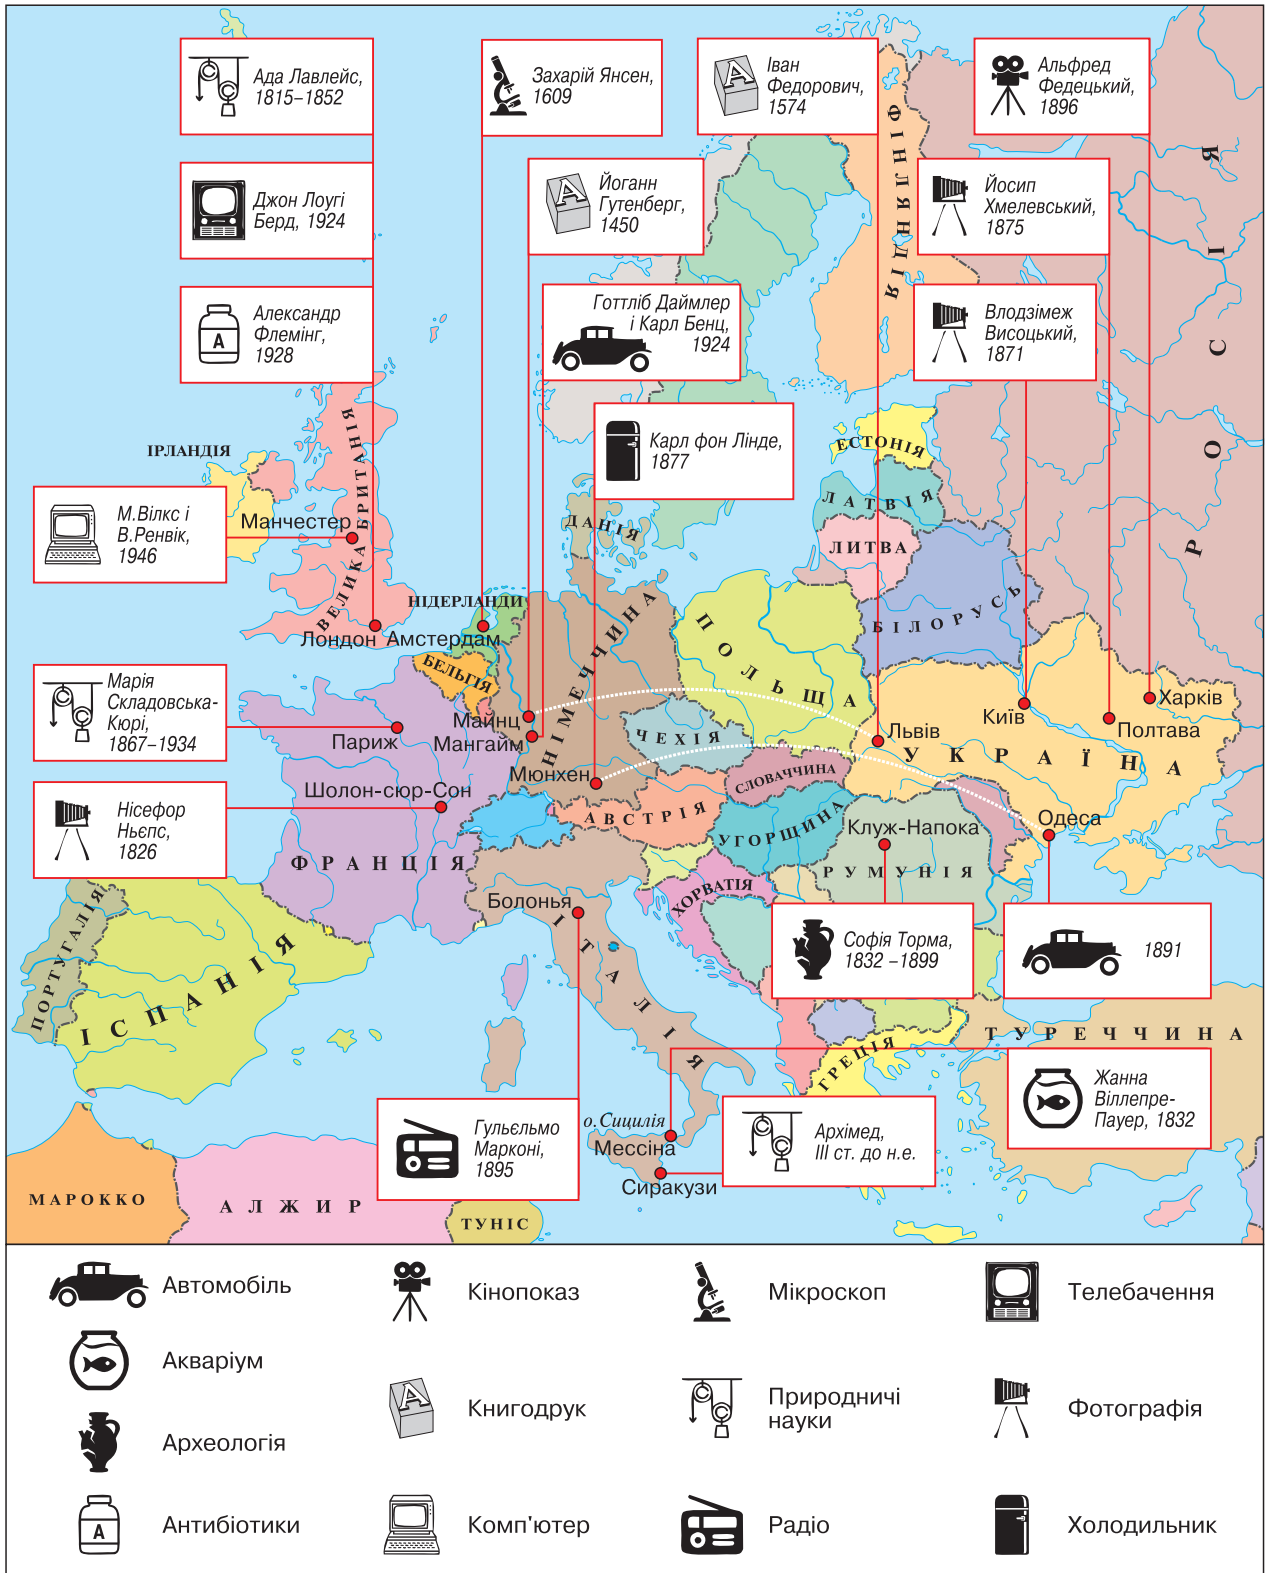 Ада Лавлейс,
1815–1852
Захарій Янсен,
1609
А
Іван
Федорович,
1574
Альфред
Федецький,
1896
Джон Лоугі
Берд, 1924
А
Йоганн
Гутенберг,
1450
Йосип
Хмелевський,
1875
А
Александр
Флемінг,
1928
Готтліб Даймлер
і Карл Бенц,
1924
Влодзімеж
Висоцький,
1871
Карл фон Лінде,
1877
М.Вілкс і
В.Ренвік,
1946
Марія
Складовська-
Кюрі,
1867–1934
Нісефор
Ньєпс,
1826
Софія Торма,
1832 –1899
1891
Гульєльмо
Марконі,
1895
Архімед,
III ст. до н.е.
Жанна
Віллепре-
Пауер, 1832
ФІНЛЯНДІЯ
РОСІЯ
ЕСТОНІЯ
ЛАТВІЯ
ЛИТВА
БІЛОРУСЬ
ІРЛАНДІЯ
ВЕЛИКА БРИТАНІЯ
Манчестер
Лондон
ДАНІЯ
НІДЕРЛАНДИ
Амстердам
БЕЛЬГІЯ
НІМЕЧЧИНА
Майнц
Мангайм
Мюнхен
ПОЛЬЩА
ЧЕХІЯ
СЛОВАЧЧИНА
АВСТРІЯ
УГОРЩИНА
УКРАЇНА
Київ
Харків
Полтава
Львів
Одеса
Париж
Шолон-сюр-Сон
ФРАНЦІЯ
Клуж-Напока
РУМУНІЯ
ХОРВАТІЯ
Болонья
ІТАЛІЯ
ПОРТУГАЛІЯ
ІСПАНІЯ
ГРЕЦІЯ
ТУРЕЧЧИНА
о. Сицилія
Мессіна
Сиракузи
МАРОККО
АЛЖИР
ТУНІС
Автомобіль
Кінопоказ
Мікроскоп
Телебачення
Акваріум
А
Книгодрук
Природничі
науки
Фотографія
Археологія
А
Антибіотики
Комп'ютер
Радіо
Холодильник